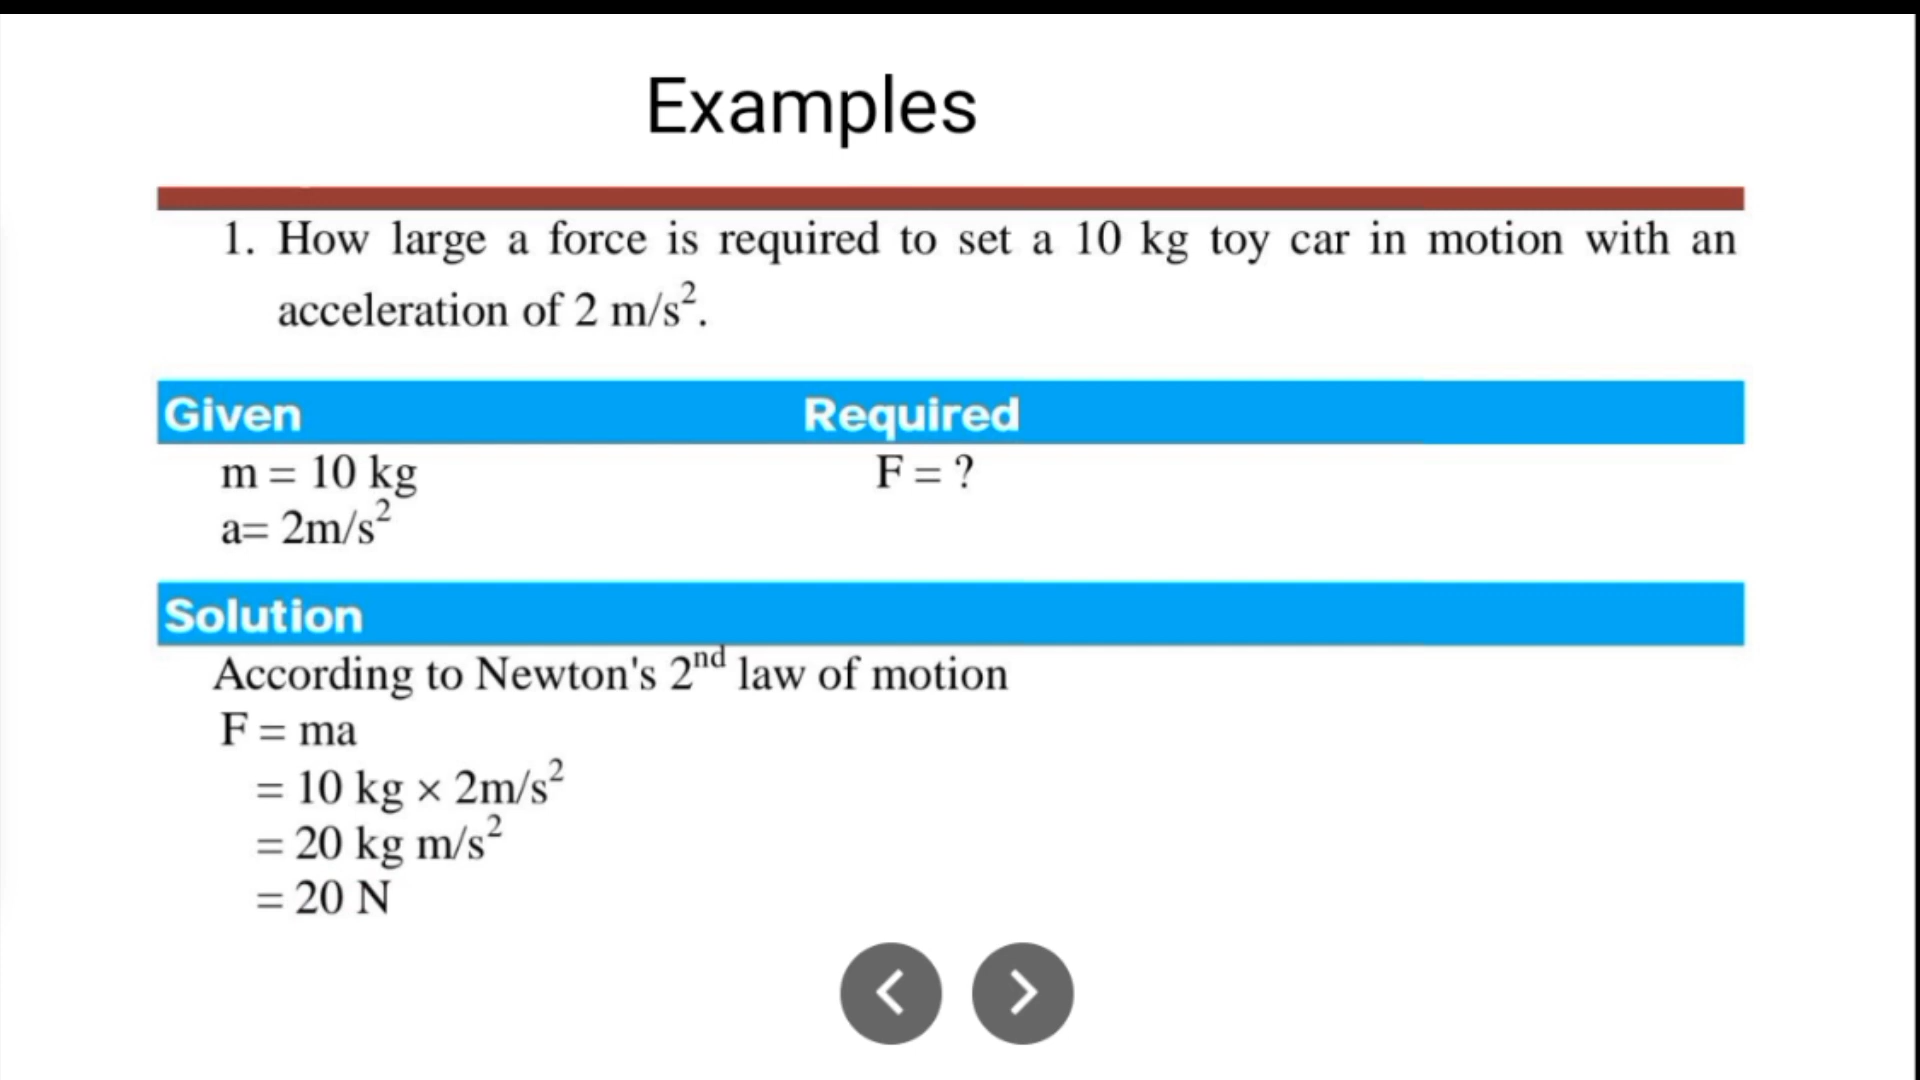 Examples
1. How large a force is required to set a 10 kg toy car in motion with an
acceleration of 2 m/s².
Given Required
m = 10 kg F = ?
a= 2m/s²
Solution
According to Newton's 2ⁿᵈ law of motion
F = ma
= 10 kg × 2m/s²
= 20 kg m/s²
= 20 N